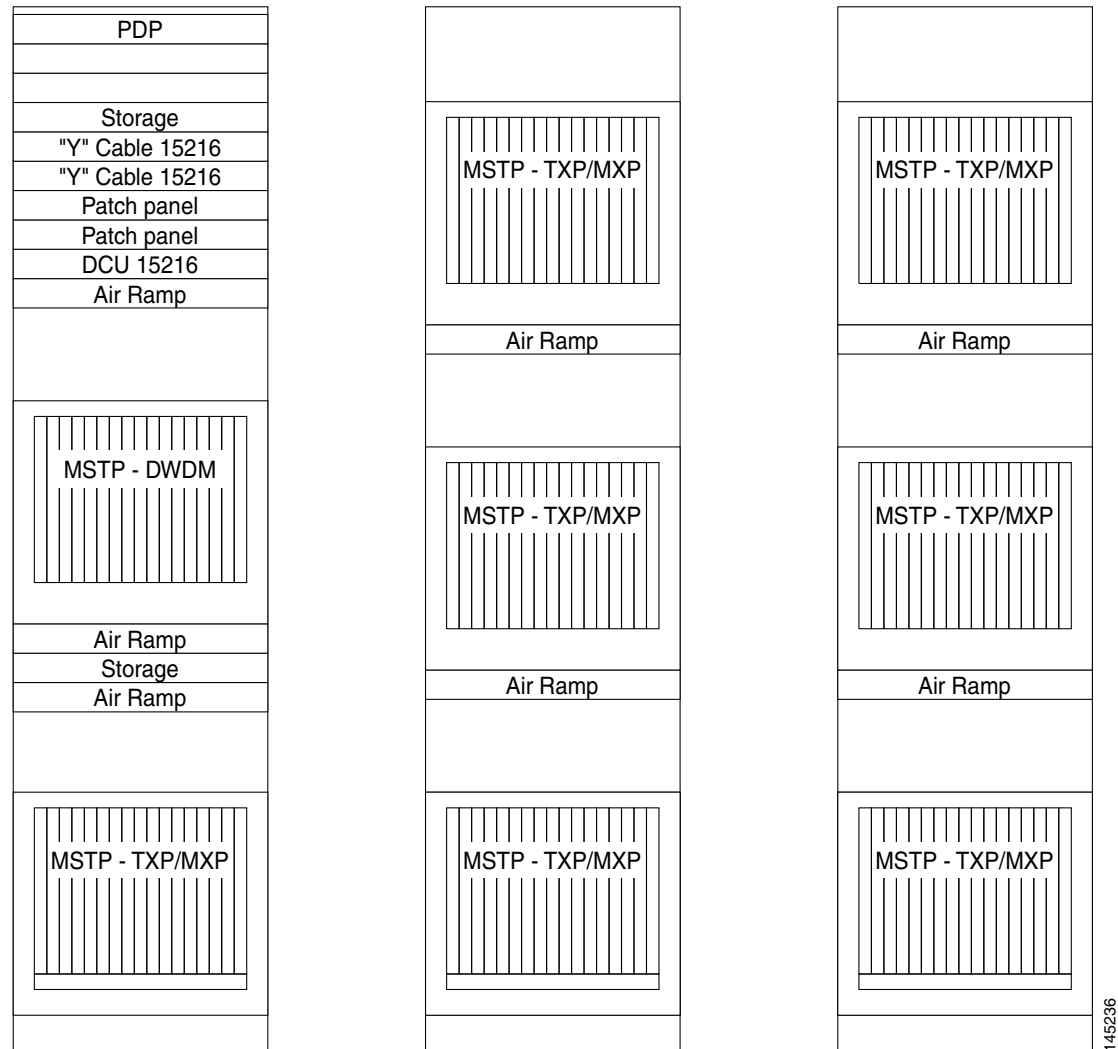 PDP
Storage
"Y" Cable 15216
"Y" Cable 15216
Patch panel
Patch panel
DCU 15216
Air Ramp
MSTP - DWDM
Air Ramp
Storage
Air Ramp
MSTP - TXP/MXP
MSTP - TXP/MXP
Air Ramp
MSTP - TXP/MXP
Air Ramp
MSTP - TXP/MXP
MSTP - TXP/MXP
Air Ramp
MSTP - TXP/MXP
Air Ramp
MSTP - TXP/MXP
145236